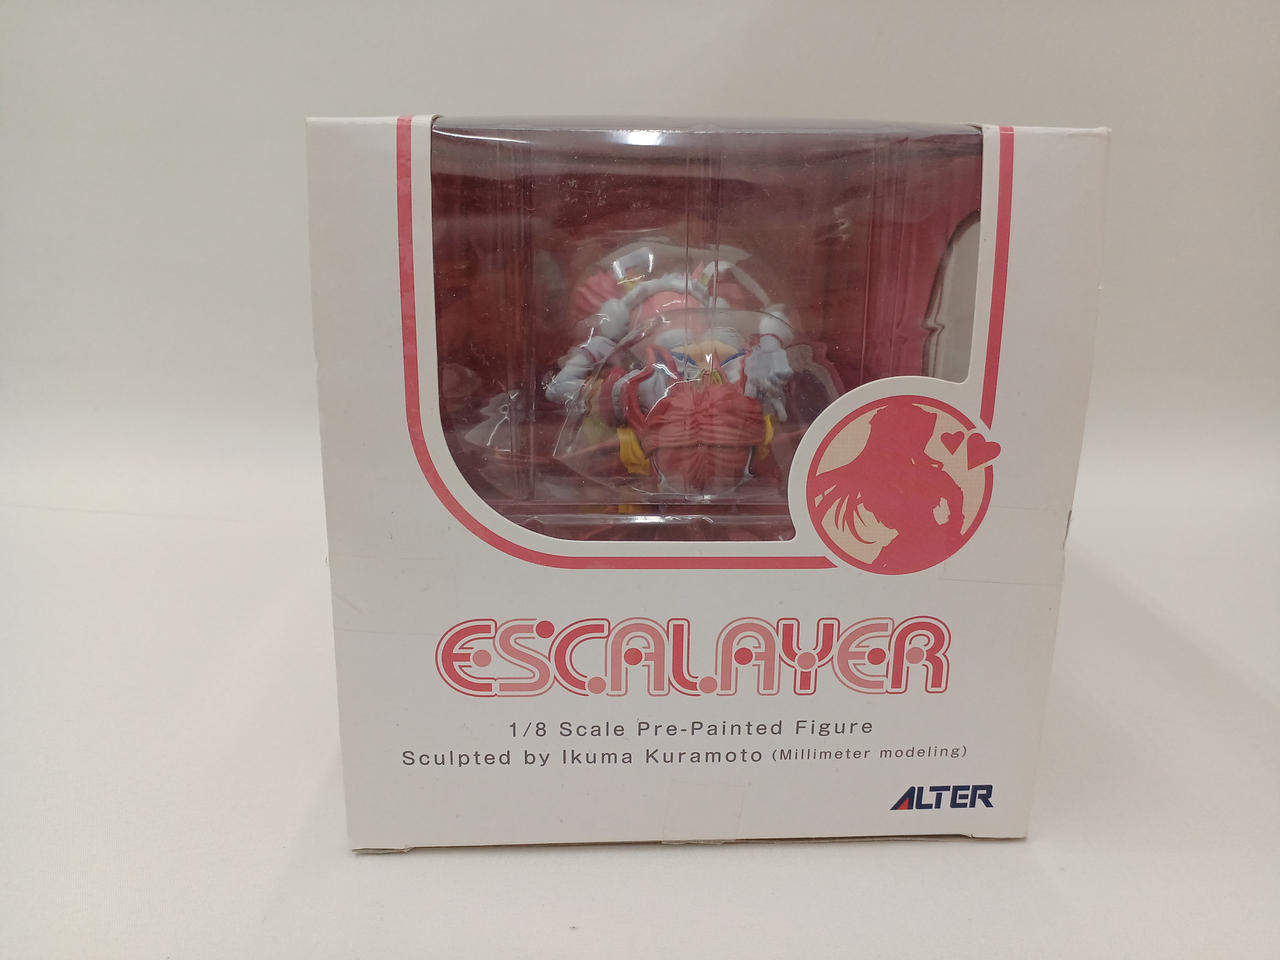 ESCALAYER
1/8 Scale Pre-Painted Figure
Sculpted by Ikuma Kuramoto (Millimeter modeling)
ALTER